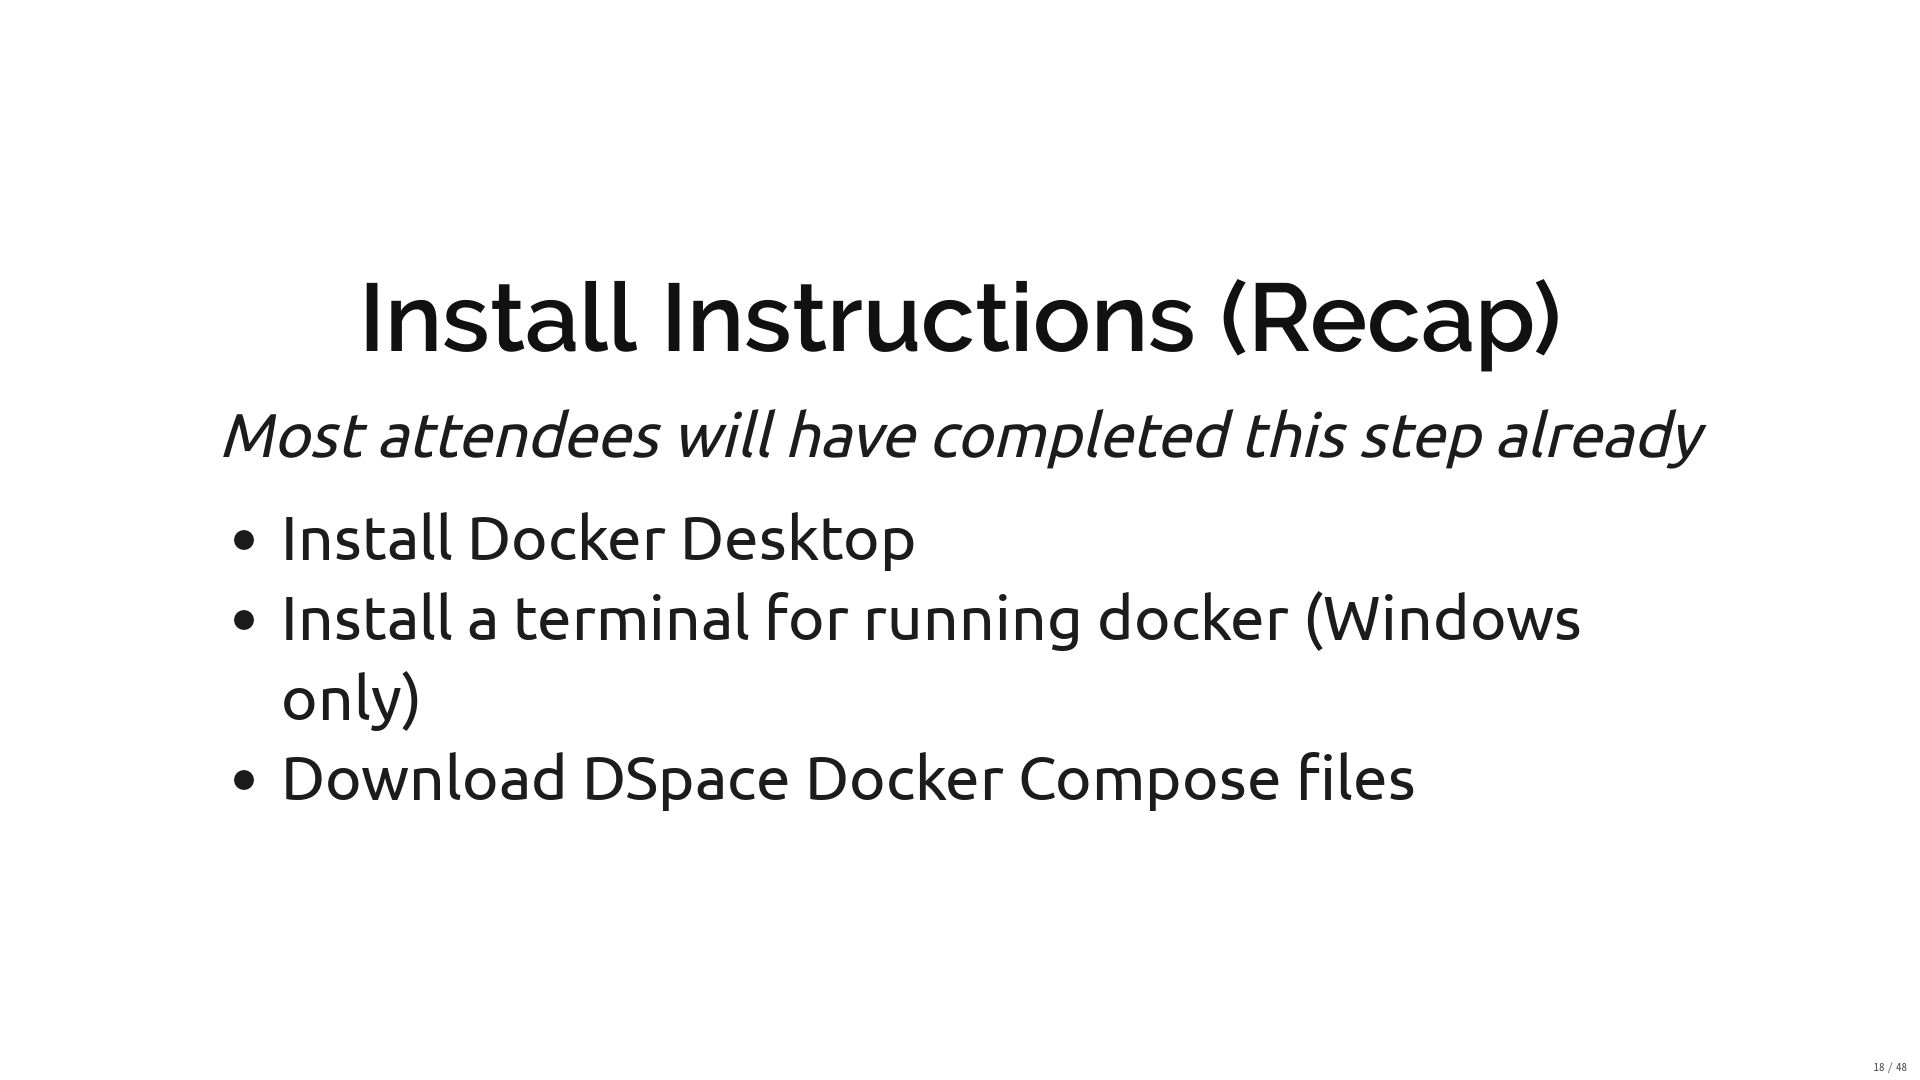 Install Instructions (Recap)
Most attendees will have completed this step already
• Install Docker Desktop
• Install a terminal for running docker (Windows
only)
• Download DSpace Docker Compose files
18 / 48